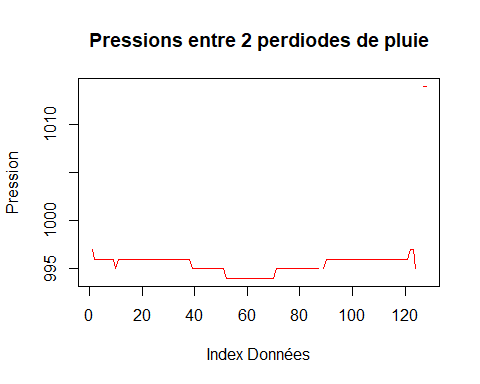 Pressions entre 2 perdiodes de pluie
Pression
1010
1000
995
0 20 40 60 80 100 120
Index Données